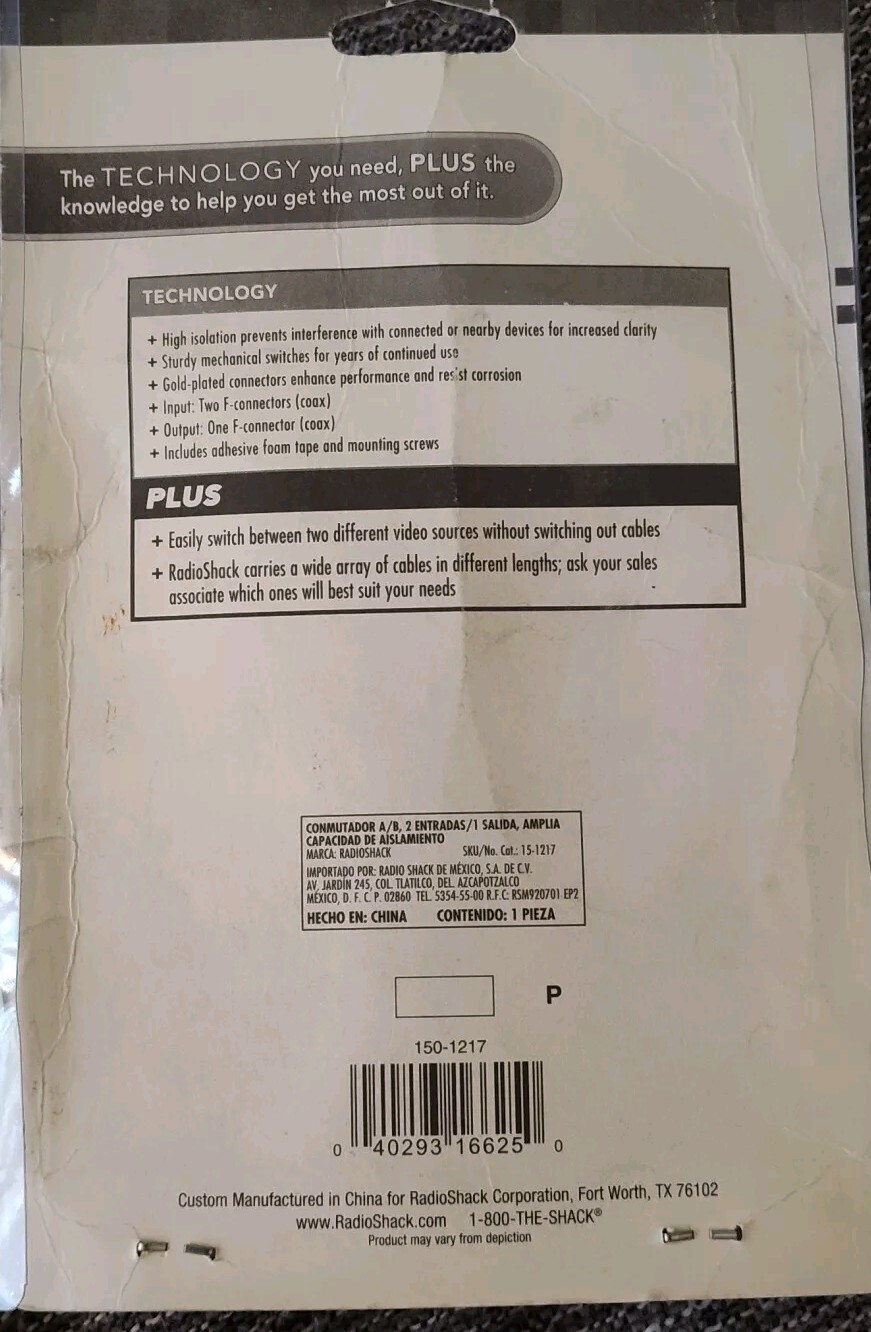 The TECHNOLOGY you need, PLUS the
knowledge to help you get the most out of it.
TECHNOLOGY
+ High isolation prevents interference with connected or nearby devices for increased clarity
+ Sturdy mechanical switches for years of continued use
+ Gold-plated connectors enhance performance and resist corrosion
+ Input: Two F-connectors (coax)
+ Output: One F-connector (coax)
+ Includes adhesive foam tape and mounting screws
PLUS
+ Easily switch between two different video sources without switching out cables
+ RadioShack carries a wide array of cables in different lengths; ask your sales
associate which ones will best suit your needs
CONMUTADOR A/B, 2 ENTRADAS/1 SALIDA, AMPLIA
CAPACIDAD DE AISLAMIENTO
MARCA: RADIOSHACK SKU/No. Cat.: 15-1217
IMPORTADO POR: RADIO SHACK DE MÉXICO, S.A. DE C.V.
AV, JARDÍN 245, COL. TLATILCO, DEL. AZCAPOTZALCO
MÉXICO, D. F. C. P. 02860 TEL. 5354-55-00 R.F.C: RSM920701 EP2
HECHO EN: CHINA CONTENIDO: 1 PIEZA
P
150-1217
0 40293 16625 0
Custom Manufactured in China for RadioShack Corporation, Fort Worth, TX 76102
www.RadioShack.com 1-800-THE-SHACK®
Product may vary from depiction